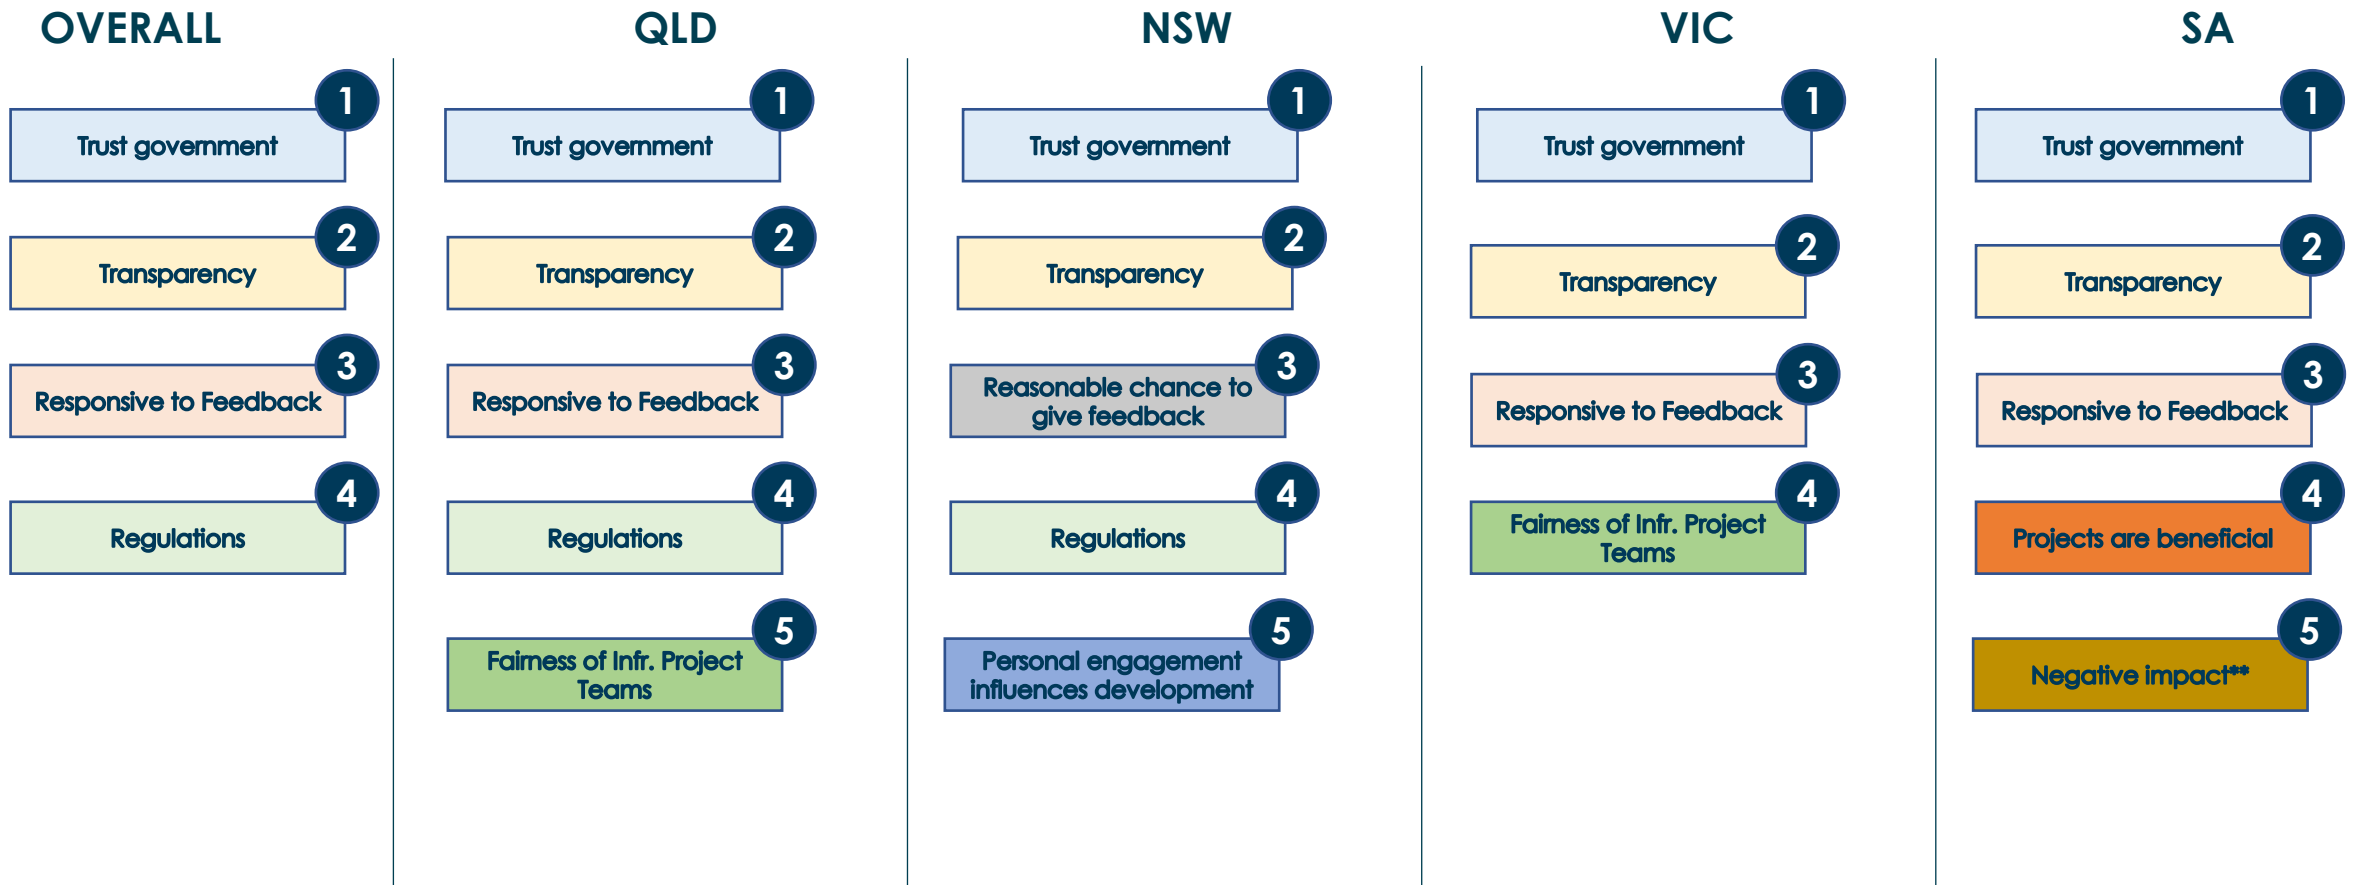 OVERALL
1
Trust government
2
Transparency
3
Responsive to Feedback
4
Regulations
QLD
1
Trust government
2
Transparency
3
Responsive to Feedback
4
Regulations
5
Fairness of Infr. Project
Teams
NSW
1
Trust government
2
Transparency
3
Reasonable chance to
give feedback
4
Regulations
5
Personal engagement
influences development
VIC
1
Trust government
2
Transparency
3
Responsive to Feedback
4
Fairness of Infr. Project
Teams
SA
1
Trust government
2
Transparency
3
Responsive to Feedback
4
Projects are beneficial
5
Negative impact**